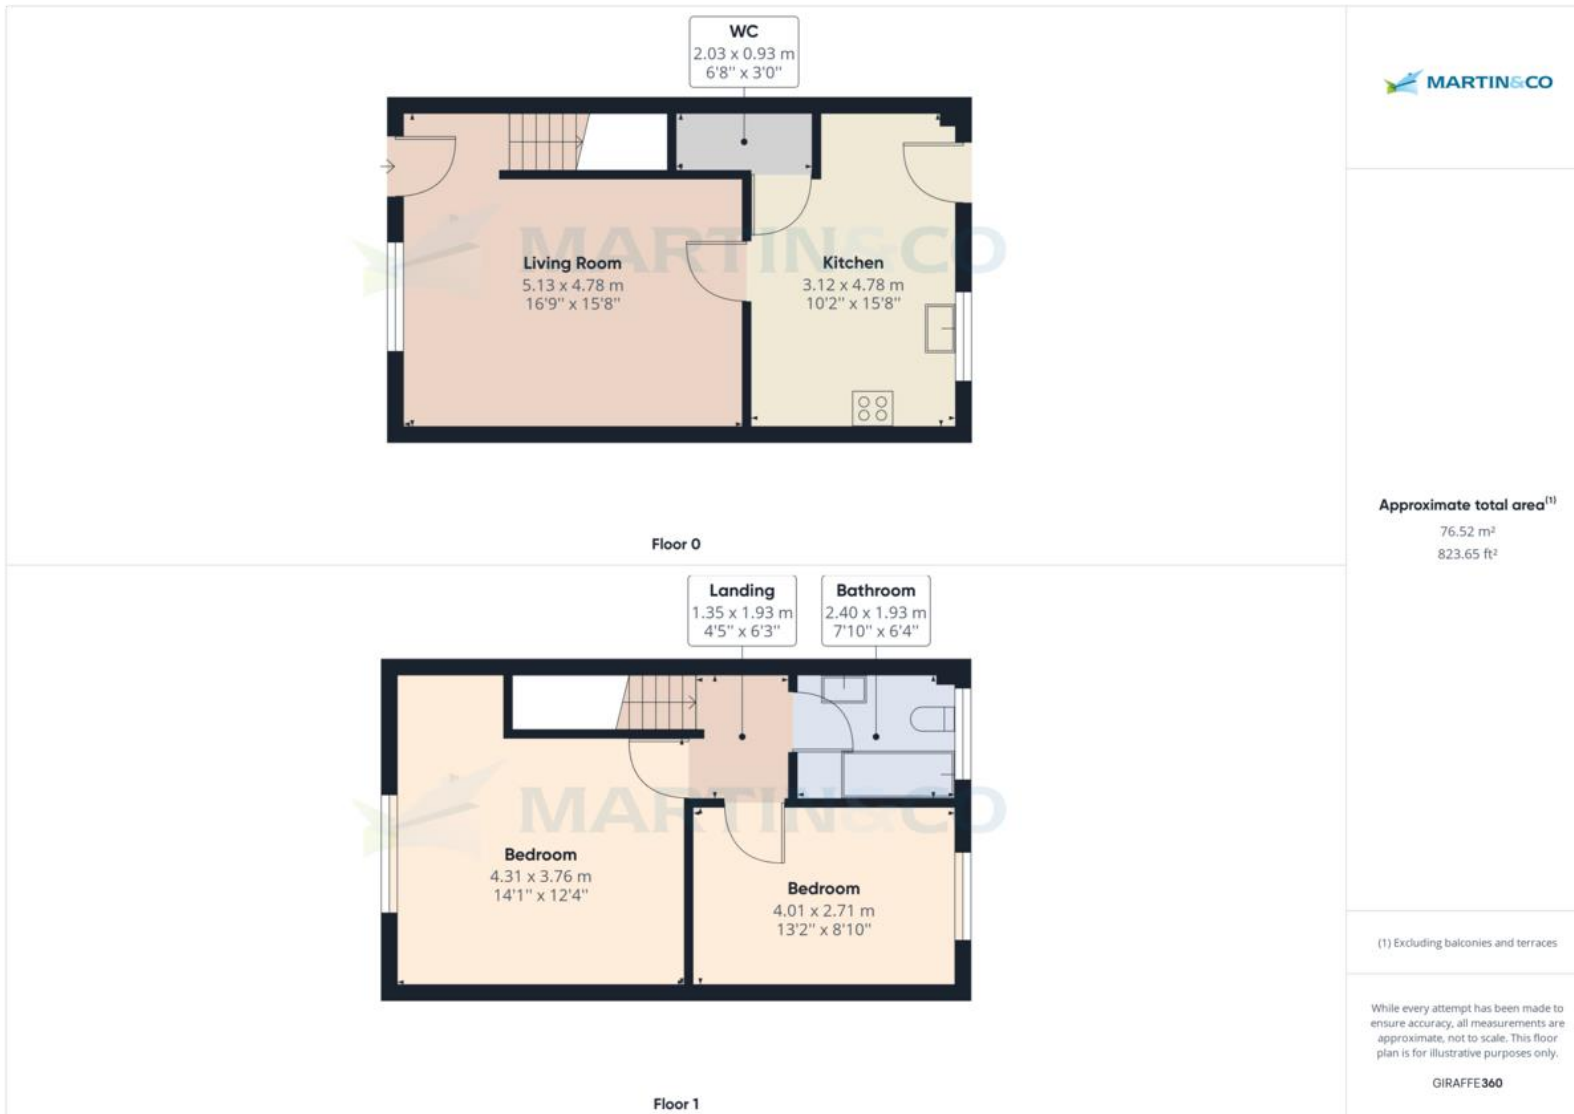 WC
2.03 x 0.93 m
6'8" x 3'0"
MARTIN&CO
MARTIN&CO
Living Room
5.13 x 4.78 m
16'9" x 15'8"
Kitchen
3.12 x 4.78 m
10'2" x 15'8"
Floor 0
Landing
1.35 x 1.93 m
4'5" x 6'3"
Bathroom
2.40 x 1.93 m
7'10" x 6'4"
MARTIN&CO
Bedroom
4.31 x 3.76 m
14'1" x 12'4"
Bedroom
4.01 x 2.71 m
13'2" x 8'10"
Floor 1
Approximate total area(1)
76.52 m²
823.65 ft²
(1) Excluding balconies and terraces
While every attempt has been made to
ensure accuracy, all measurements are
approximate, not to scale. This floor
plan is for illustrative purposes only.
GIRAFFE360